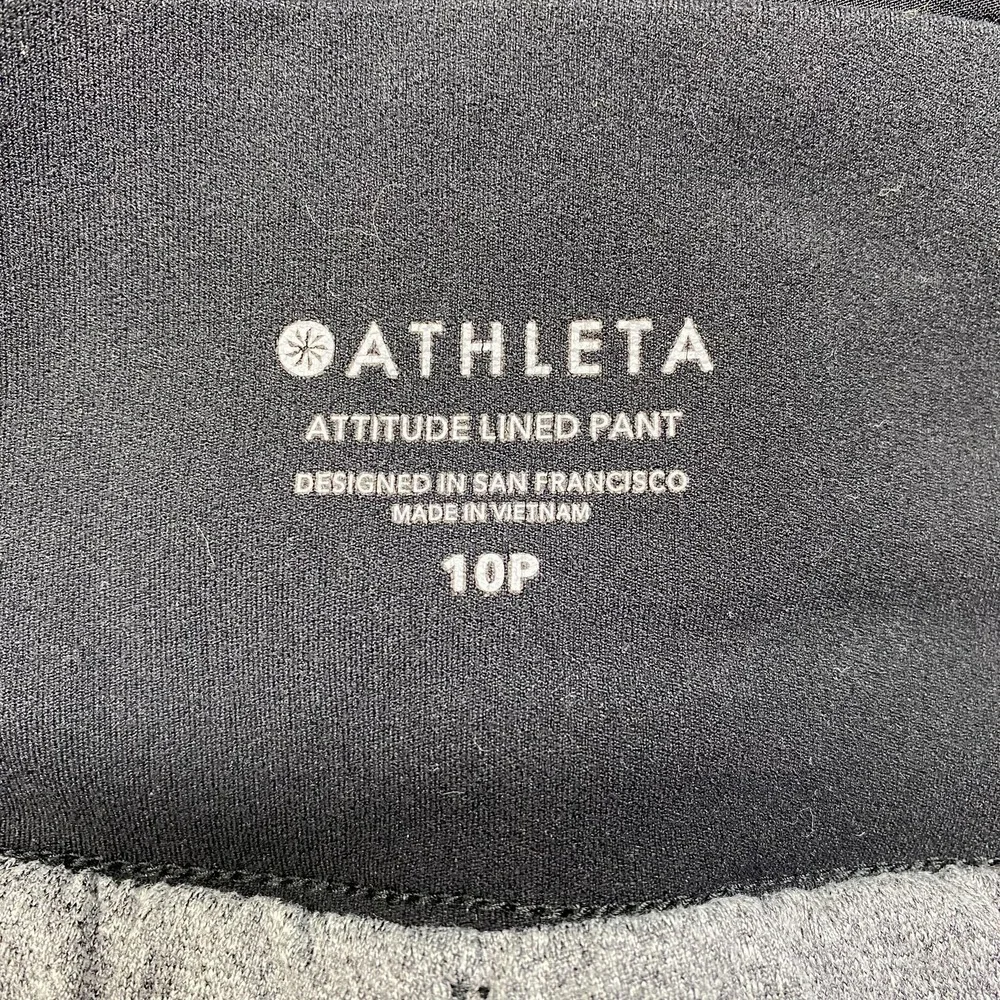 ATHLETA
ATTITUDE LINED PANT
DESIGNED IN SAN FRANCISCO
MADE IN VIETNAM
10P